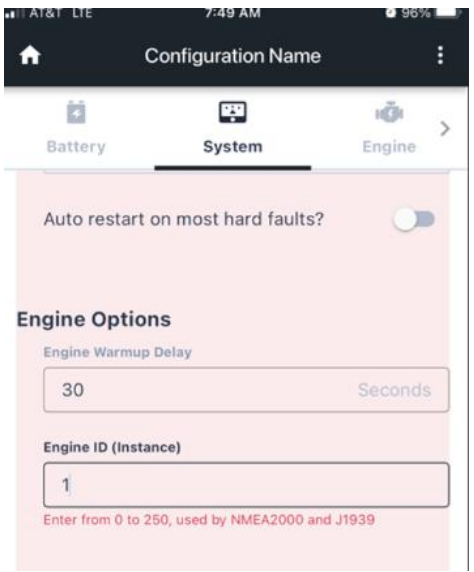 AT&T LTE 7:49 AM 96%
Configuration Name
Battery System Engine
Auto restart on most hard faults?
Engine Options
Engine Warmup Delay
30 Seconds
Engine ID (Instance)
1
Enter from 0 to 250, used by NMEA2000 and J1939